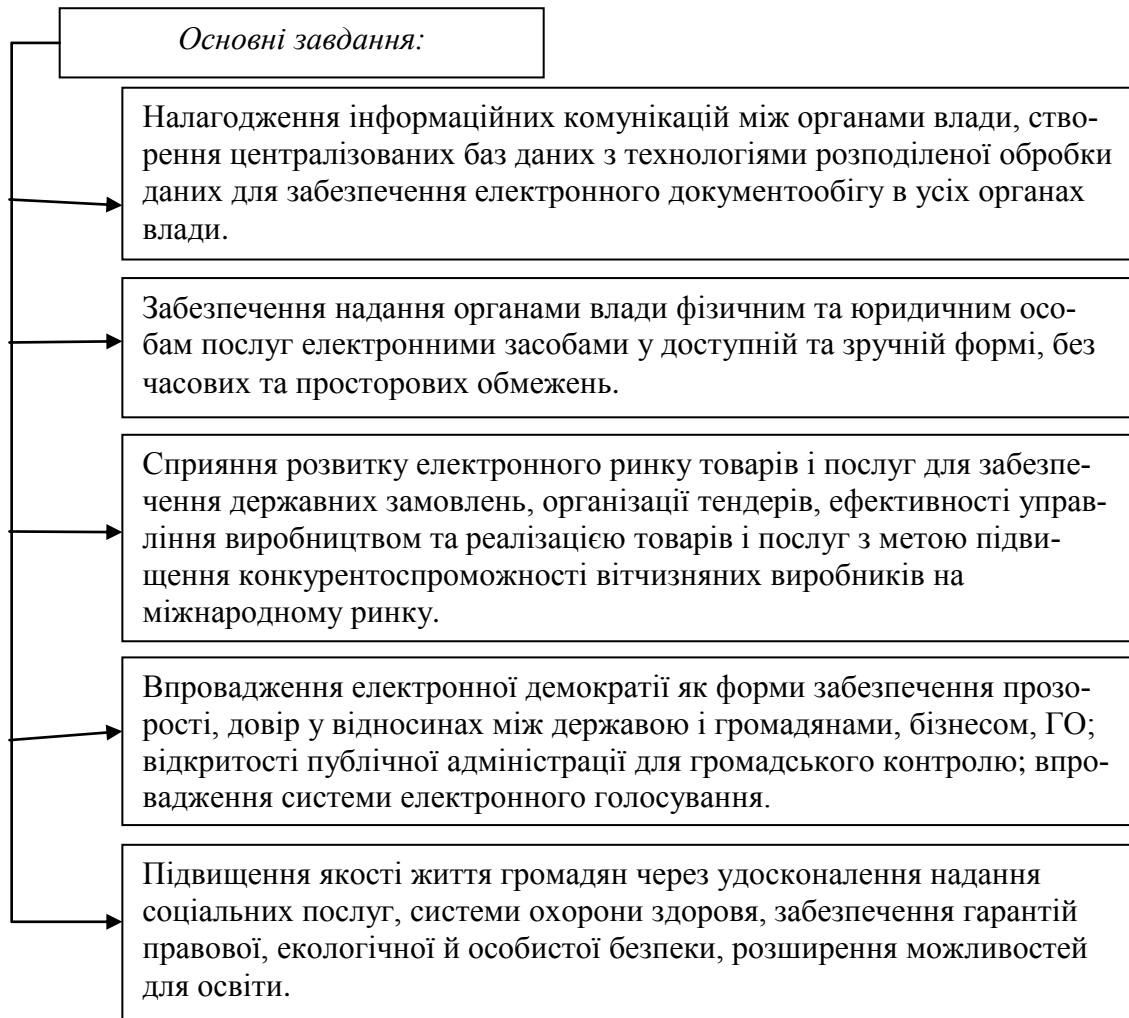 Основні завдання:
Налагодження інформаційних комунікацій між органами влади, ство-
рення централізованих баз даних з технологіями розподіленої обробки
даних для забезпечення електронного документообігу в усіх органах
влади.
Забезпечення надання органами влади фізичним та юридичним осо-
бам послуг електронними засобами у доступній та зручній формі, без
часових та просторових обмежень.
Сприяння розвитку електронного ринку товарів і послуг для забезпе-
чення державних замовлень, організації тендерів, ефективності управ-
ління виробництвом та реалізацією товарів і послуг з метою підви-
щення конкурентоспроможності вітчизняних виробників на
міжнародному ринку.
Впровадження електронної демократії як форми забезпечення прозо-
рості, довір у відносинах між державою і громадянами, бізнесом, ГО;
відкритості публічної адміністрації для громадського контролю; впро-
вадження системи електронного голосування.
Підвищення якості життя громадян через удосконалення надання
соціальних послуг, системи охорони здоровя, забезпечення гарантій
правової, екологічної й особистої безпеки, розширення можливостей
для освіти.